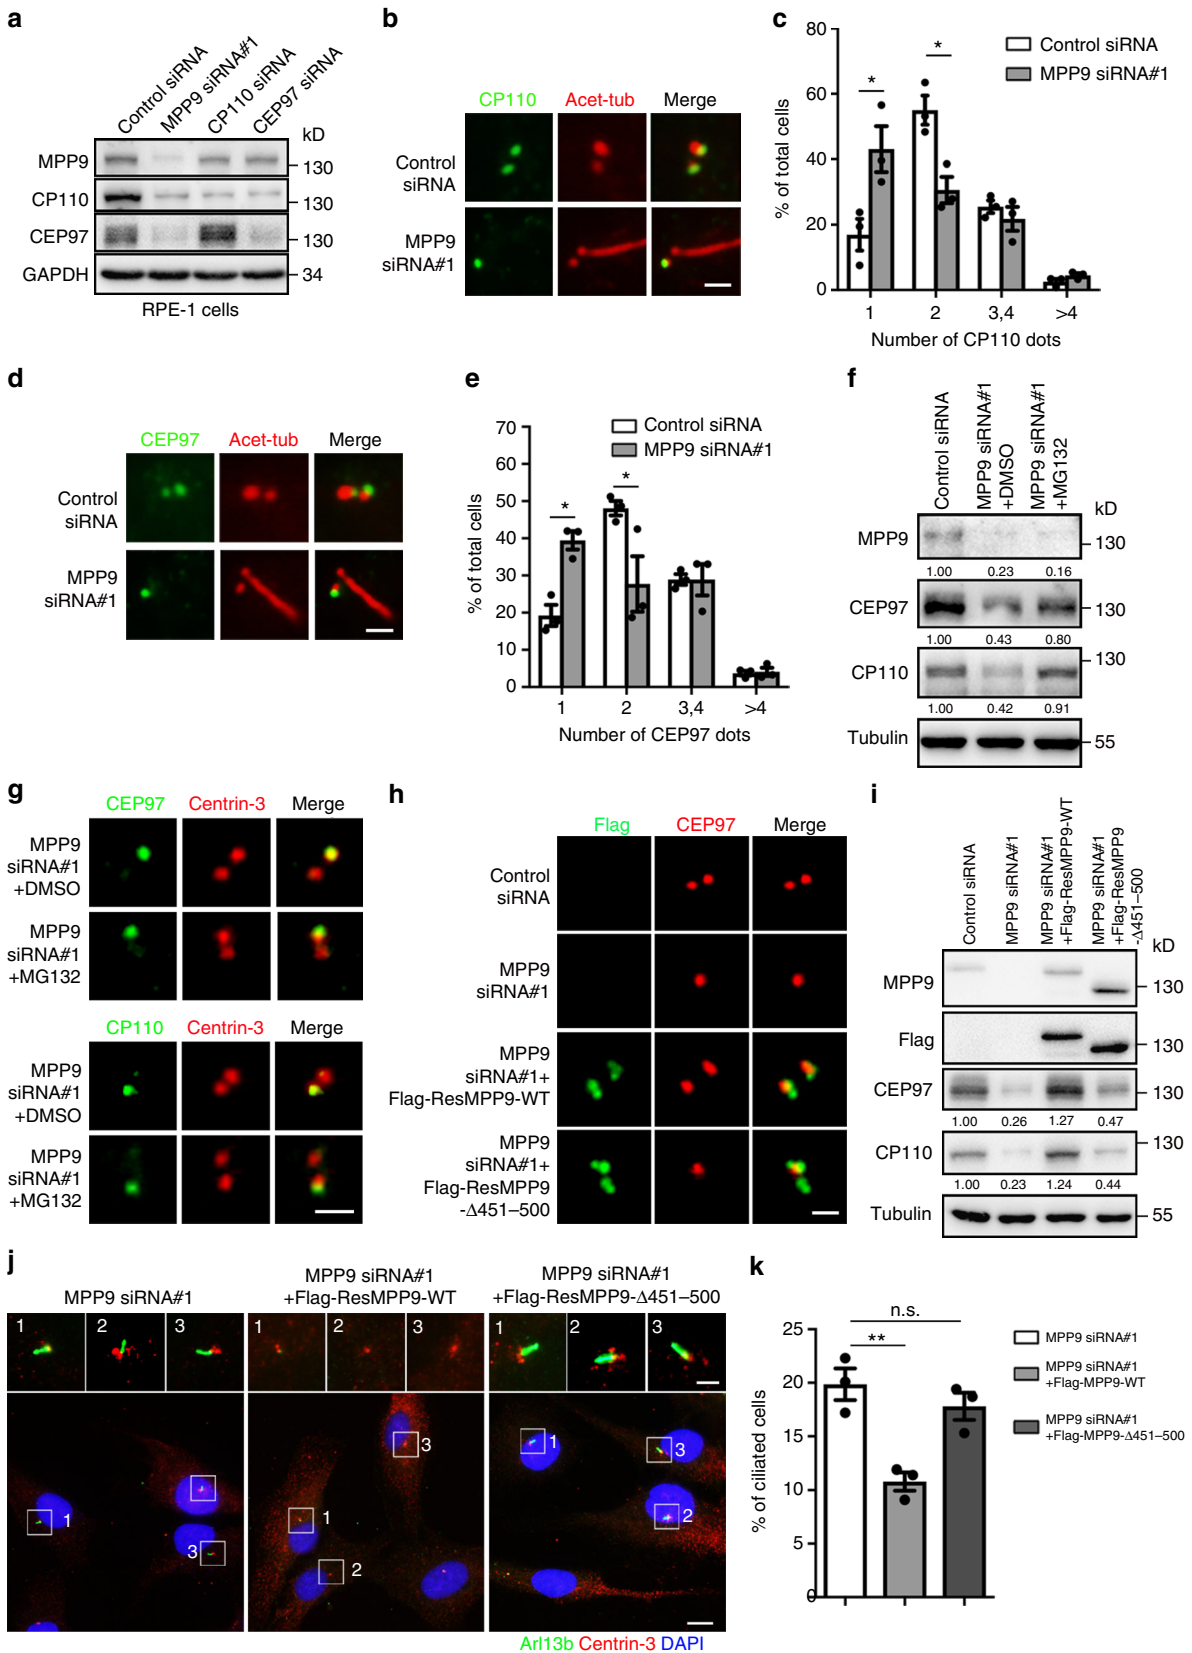 a
Control siRNA
MPP9 siRNA#1
CP110 siRNA
CEP97 siRNA
kD
MPP9
130
CP110
130
CEP97
130
GAPDH
34
RPE-1 cells
b
CP110
Acet-tub
Merge
Control
siRNA
MPP9
siRNA#1
c
Control siRNA
MPP9 siRNA#1
% of total cells
80
60
40
20
0
*
*
1
2
3,4
>4
Number of CP110 dots
d
CEP97
Acet-tub
Merge
Control
siRNA
MPP9
siRNA#1
e
Control siRNA
MPP9 siRNA#1
% of total cells
70
60
50
40
30
20
10
0
*
*
1
2
3,4
>4
Number of CEP97 dots
f
Control siRNA
MPP9 siRNA#1
+DMSO
MPP9 siRNA#1
+MG132
kD
MPP9
130
1.00 0.23 0.16
CEP97
130
1.00 0.43 0.80
CP110
130
1.00 0.42 0.91
Tubulin
55
g
CEP97
Centrin-3
Merge
MPP9
siRNA#1
+DMSO
MPP9
siRNA#1
+MG132
CP110
Centrin-3
Merge
MPP9
siRNA#1
+DMSO
MPP9
siRNA#1
+MG132
h
Flag
CEP97
Merge
Control
siRNA
MPP9
siRNA#1
MPP9
siRNA#1+
Flag-ResMPP9-WT
MPP9
siRNA#1+
Flag-ResMPP9
-Δ451–500
i
Control siRNA
MPP9 siRNA#1
MPP9 siRNA#1
+Flag-ResMPP9-WT
MPP9 siRNA#1
+Flag-ResMPP9
-Δ451–500
kD
MPP9
130
Flag
130
CEP97
130
1.00 0.26 1.27 0.47
CP110
130
1.00 0.23 1.24 0.44
Tubulin
55
j
MPP9 siRNA#1
MPP9 siRNA#1
+Flag-ResMPP9-WT
MPP9 siRNA#1
+Flag-ResMPP9-Δ451–500
1
2
3
1
2
3
1
2
3
1
3
3
1
2
1
3
2
Arl13b Centrin-3 DAPI
k
% of ciliated cells
25
20
15
10
5
0
n.s.
**
MPP9 siRNA#1
MPP9 siRNA#1
+Flag-MPP9-WT
MPP9 siRNA#1
+Flag-MPP9-Δ451–500